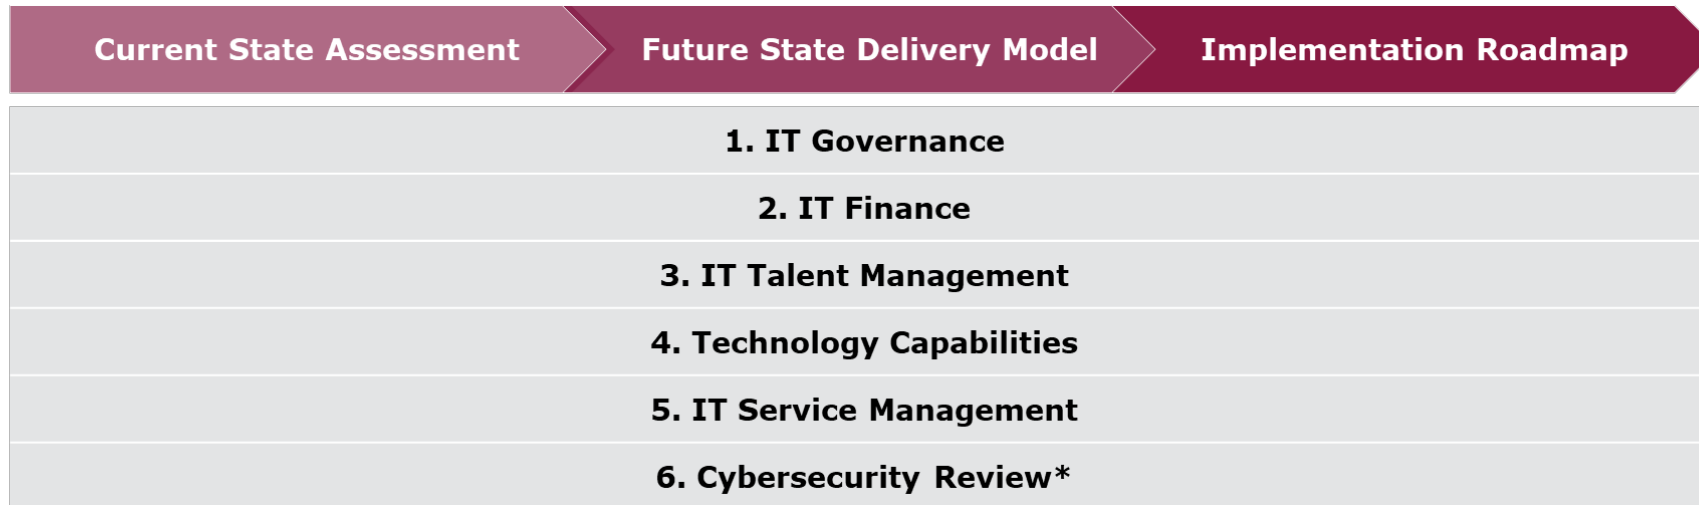 Current State Assessment
Future State Delivery Model
Implementation Roadmap
1. IT Governance
2. IT Finance
3. IT Talent Management
4. Technology Capabilities
5. IT Service Management
6. Cybersecurity Review*